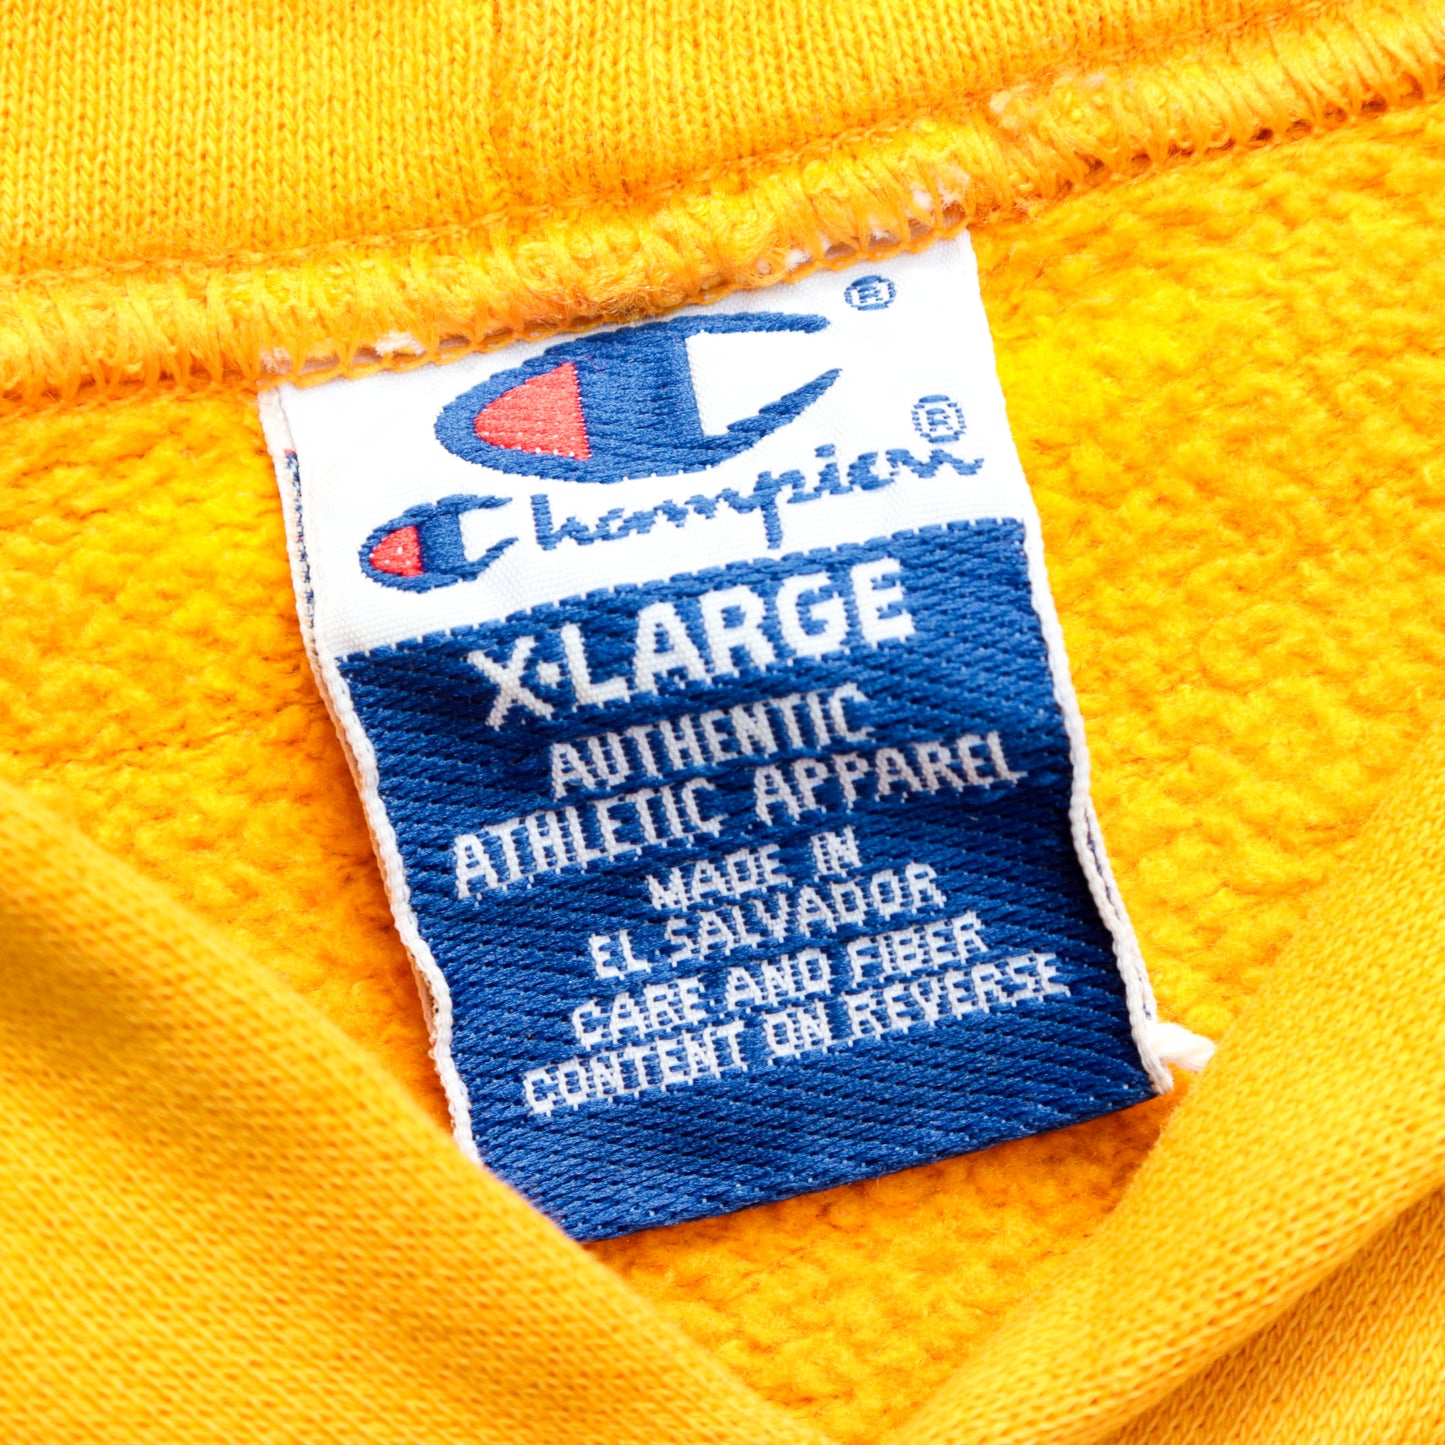 ®
Champion®
X-LARGE
AUTHENTIC
ATHLETIC APPAREL
MADE IN
EL SALVADOR
CARE AND FIBER
CONTENT ON REVERSE